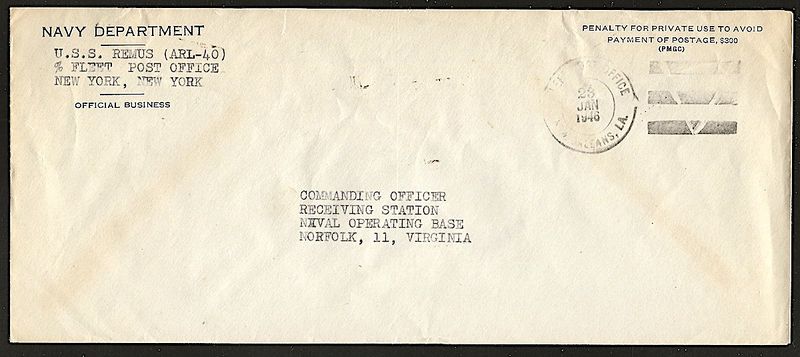 NAVY DEPARTMENT
U.S.S. REMUS (ARL-40)
% FLEET POST OFFICE
NEW YORK, NEW YORK
OFFICIAL BUSINESS
PENALTY FOR PRIVATE USE TO AVOID
PAYMENT OF POSTAGE, $300
(PMGC)
OFFICE
23
JAN
1946
ORLEANS, LA.
COMMANDING OFFICER
RECEIVING STATION
NAVAL OPERATING BASE
NORFOLK, 11, VIRGINIA